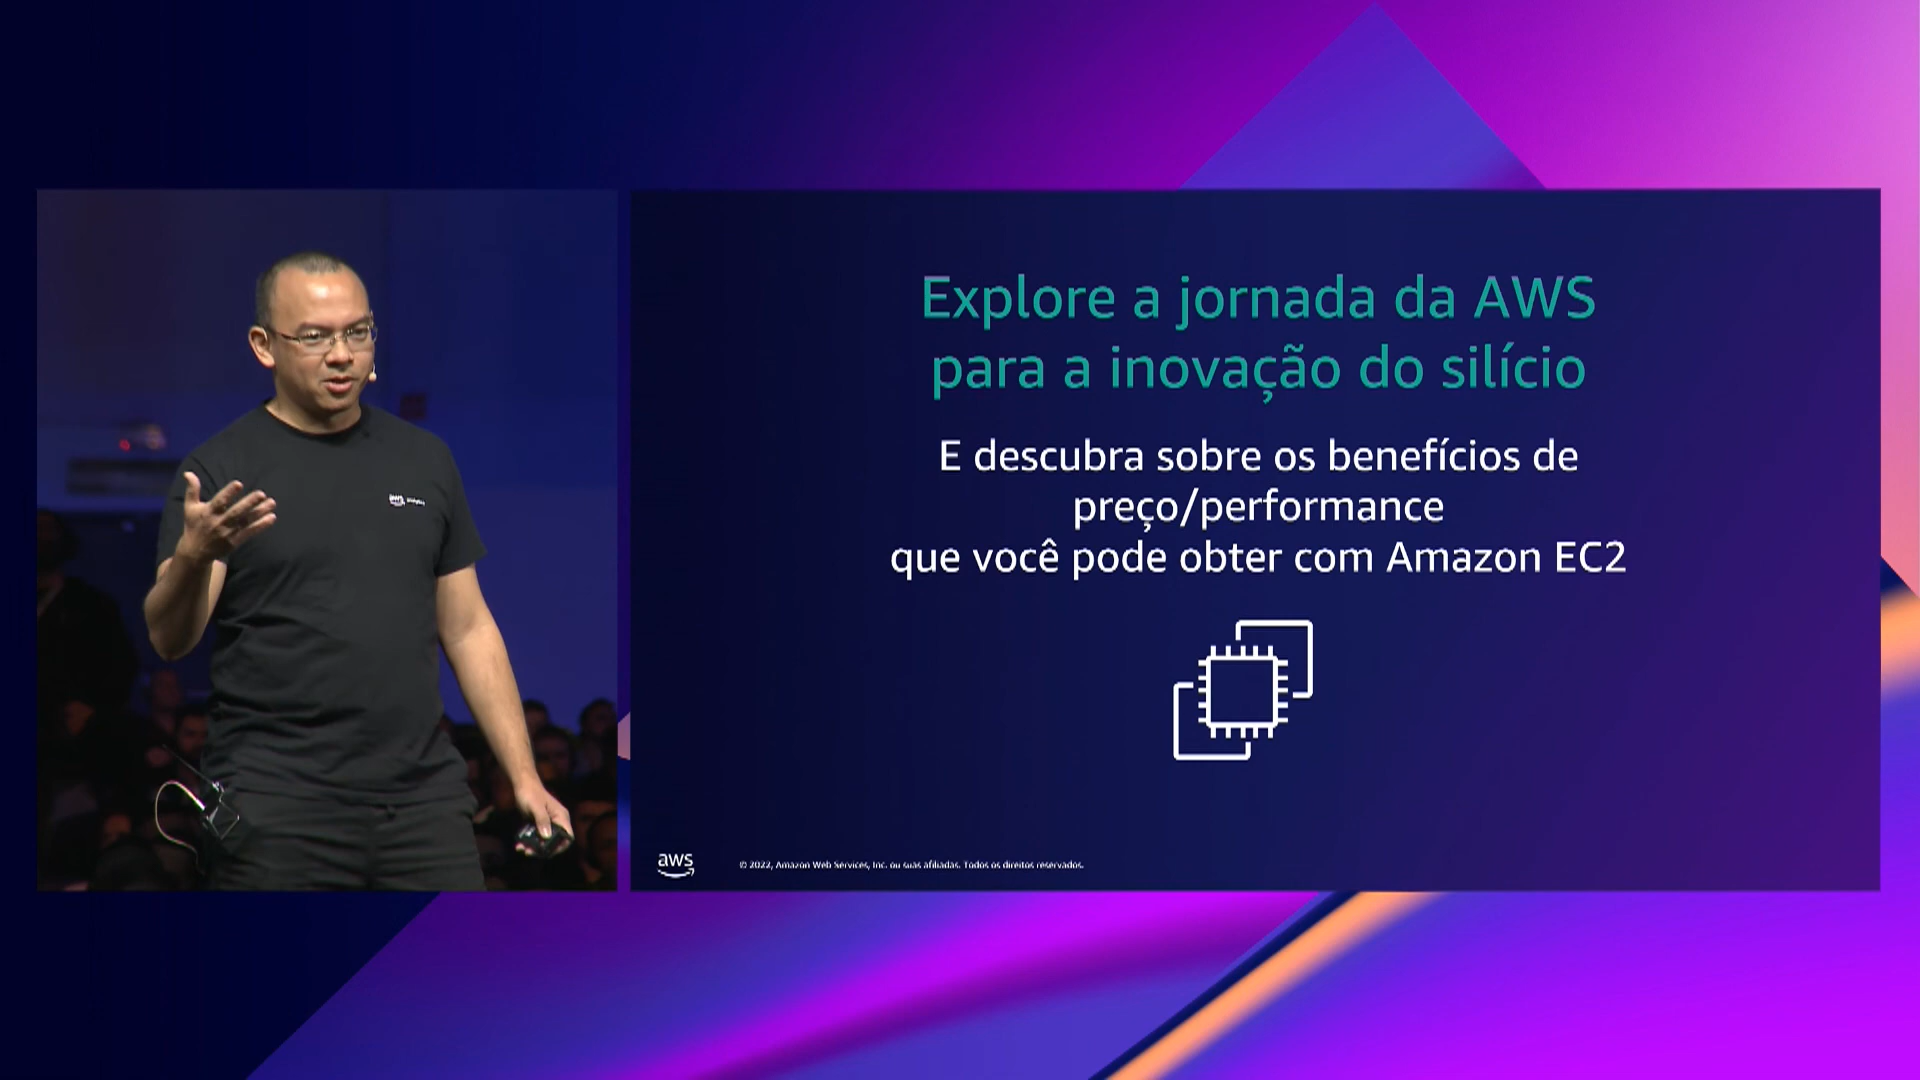 Explore a jornada da AWS
para a inovação do silício
E descubra sobre os benefícios de
preço/performance
que você pode obter com Amazon EC2
aws
© 2022, Amazon Web Services, Inc. ou suas afiliadas. Todos os direitos reservados.
aws